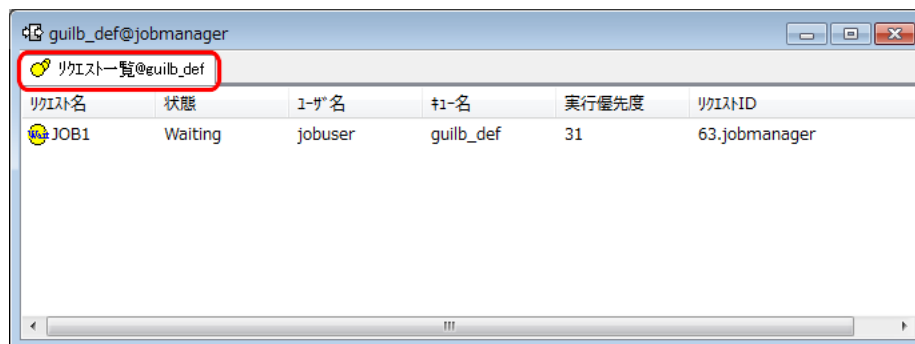 guilb_def@jobmanager
リクエスト一覧@guilb_def
リクエスト名 状態 ユーザ名 キュー名 実行優先度 リクエストID
JOB1 Waiting jobuser guilb_def 31 63.jobmanager